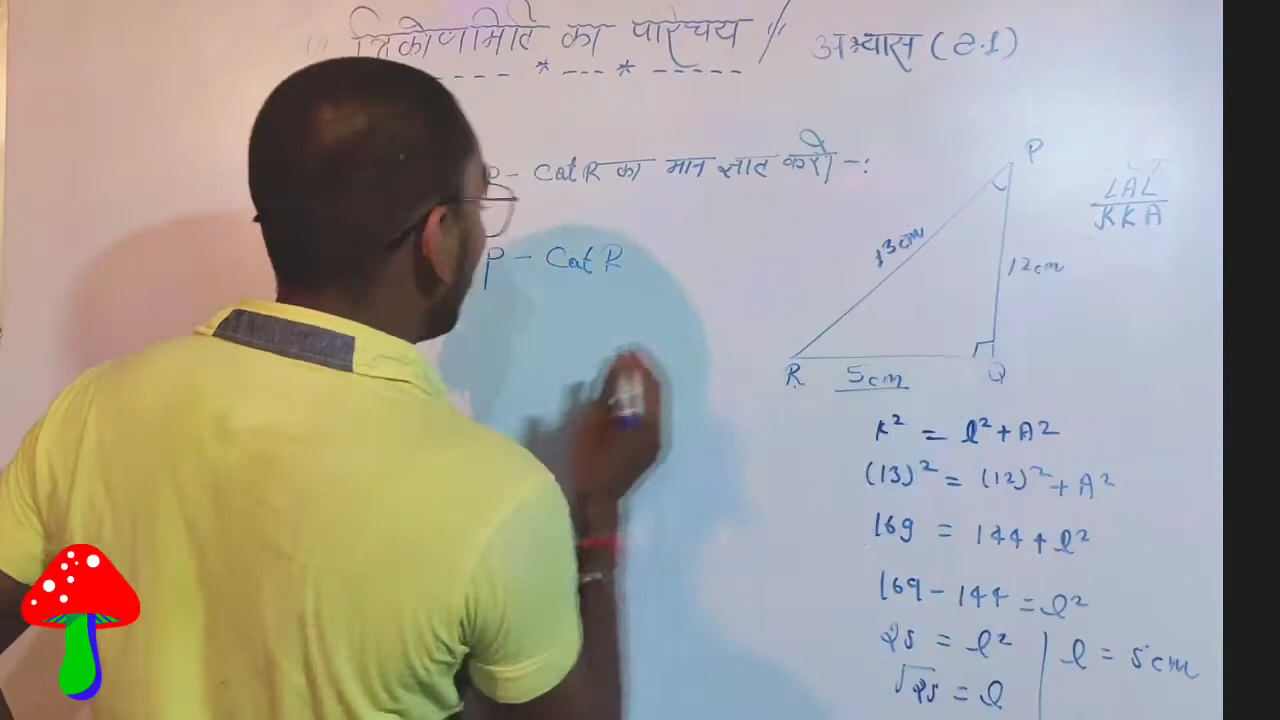 त्रिकोणमिति का परिचय // अभ्यास (8.1)
---- * --- * -----
P - Cot R का मान ज्ञात करो -:
P - Cot R
P
13cm
12cm
R
5cm
Q
LAL
KKA
K² = l² + A²
(13)² = (12)² + A²
169 = 144 + l²
169 - 144 = l²
25 = l²
l = 5cm
√25 = l